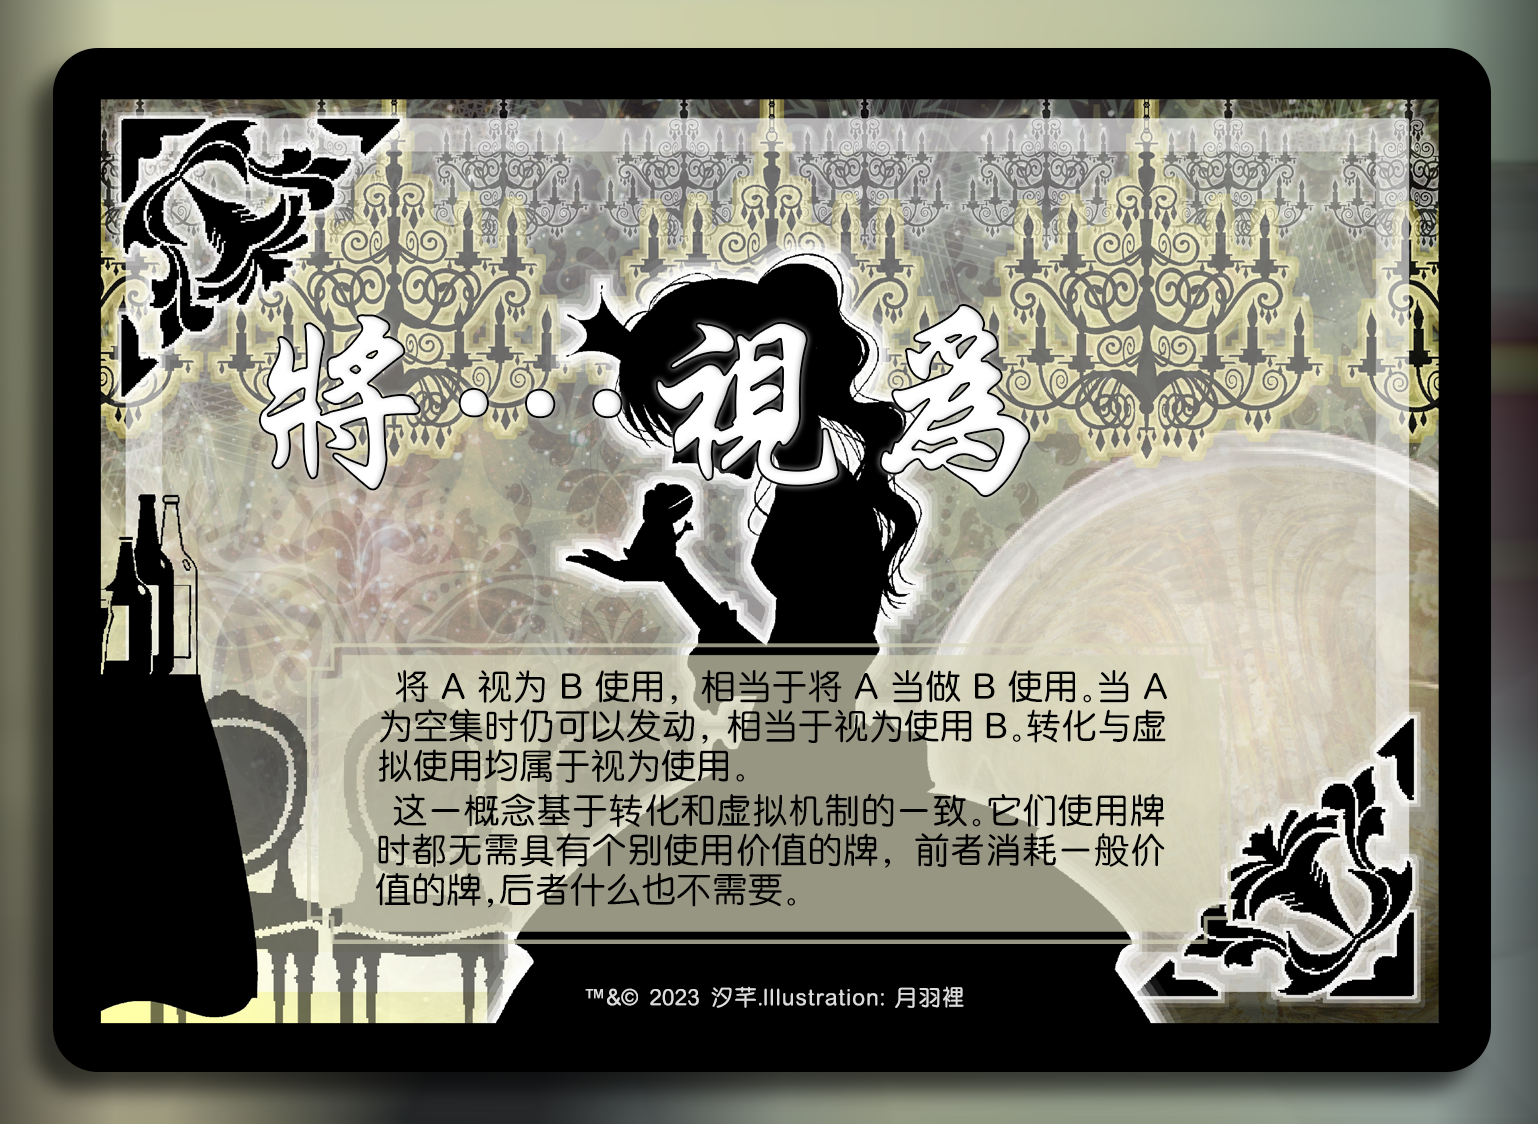 將···視爲
将 A 视为 B 使用，相当于将 A 当做 B 使用。当 A
为空集时仍可以发动，相当于视为使用 B。转化与虚
拟使用均属于视为使用。
这一概念基于转化和虚拟机制的一致。它们使用牌
时都无需具有个别使用价值的牌，前者消耗一般价
值的牌，后者什么也不需要。
™&© 2023 汐芊.Illustration: 月羽裡